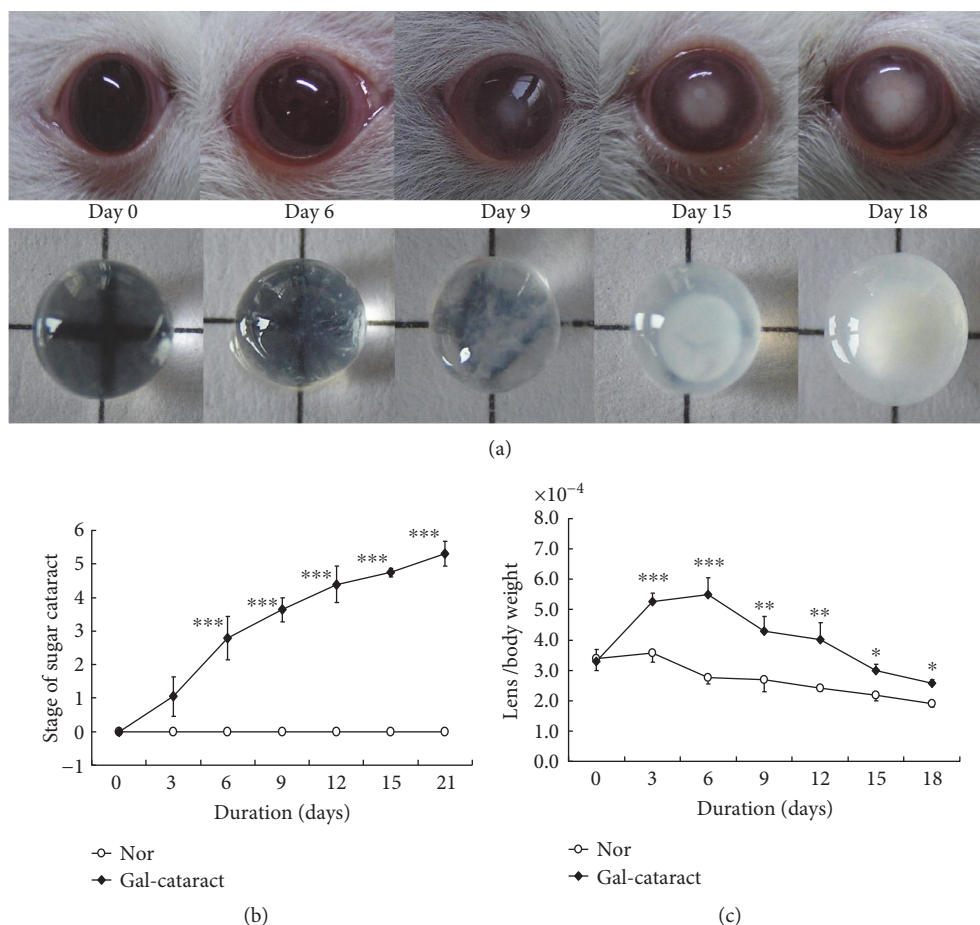 Day 0 Day 6 Day 9 Day 15 Day 18
(a)
Stage of sugar cataract
6
5
4
3
2
1
0
−1
*** *** *** *** ***
0 3 6 9 12 15 21
Duration (days)
Nor
Gal-cataract
(b)
×10⁻⁴
Lens /body weight
8.0
7.0
6.0
5.0
4.0
3.0
2.0
1.0
0.0
*** *** ** ** * *
0 3 6 9 12 15 18
Duration (days)
Nor
Gal-cataract
(c)